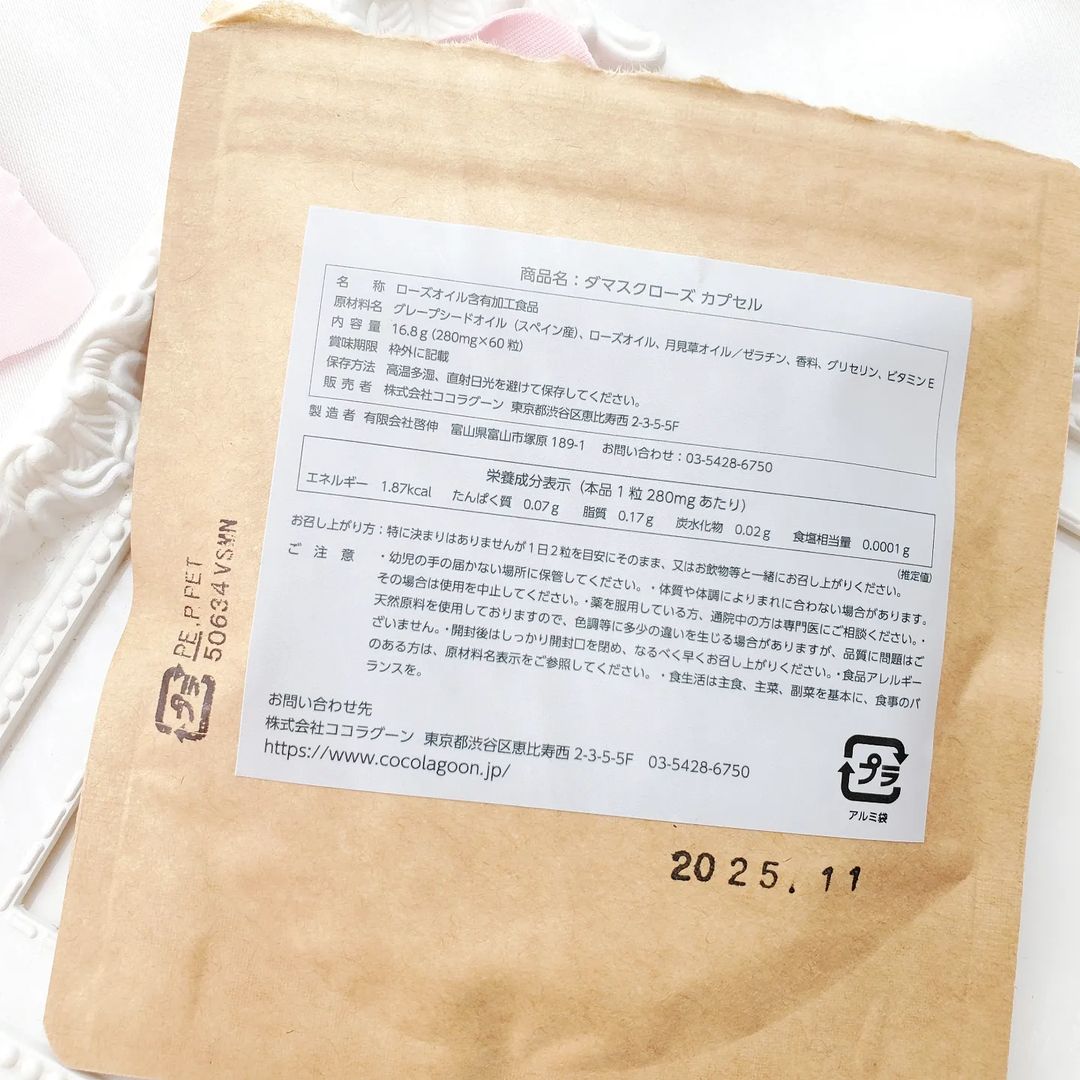 商品名：ダマスクローズ カプセル
名称 ローズオイル含有加工食品
原材料名 グレープシードオイル（スペイン産）、ローズオイル、月見草オイル／ゼラチン、香料、グリセリン、ビタミンE
内容量 16.8g (280mg×60粒)
賞味期限 枠外に記載
保存方法 高温多湿、直射日光を避けて保存してください。
販売者 株式会社ココラグーン 東京都渋谷区恵比寿西2-3-5-5F
製造者 有限会社啓伸 富山県富山市塚原189-1 お問い合わせ：03-5428-6750
栄養成分表示（本品1粒280mgあたり）
エネルギー 1.87kcal たんぱく質 0.07g 脂質 0.17g 炭水化物 0.02g 食塩相当量 0.0001g
（推定値）
お召し上がり方：特に決まりはありませんが1日2粒を目安にそのまま、又はお飲物等と一緒にお召し上がりください。
ご注意 ・幼児の手の届かない場所に保管してください。・体質や体調によりまれに合わない場合があります。
その場合は使用を中止してください。・薬を服用している方、通院中の方は専門医にご相談ください。・
天然原料を使用しておりますので、色調等に多少の違いを生じる場合がありますが、品質に問題はご
ざいません。・開封後はしっかり開封口を閉め、なるべく早くお召し上がりください。・食品アレルギー
のある方は、原材料名表示をご参照してください。・食生活は主食、主菜、副菜を基本に、食事のバ
ランスを。
お問い合わせ先
株式会社ココラグーン 東京都渋谷区恵比寿西2-3-5-5F 03-5428-6750
https://www.cocolagoon.jp/
プラ
アルミ袋
2025.11
プラ
PE,P,PET
50634VSMN